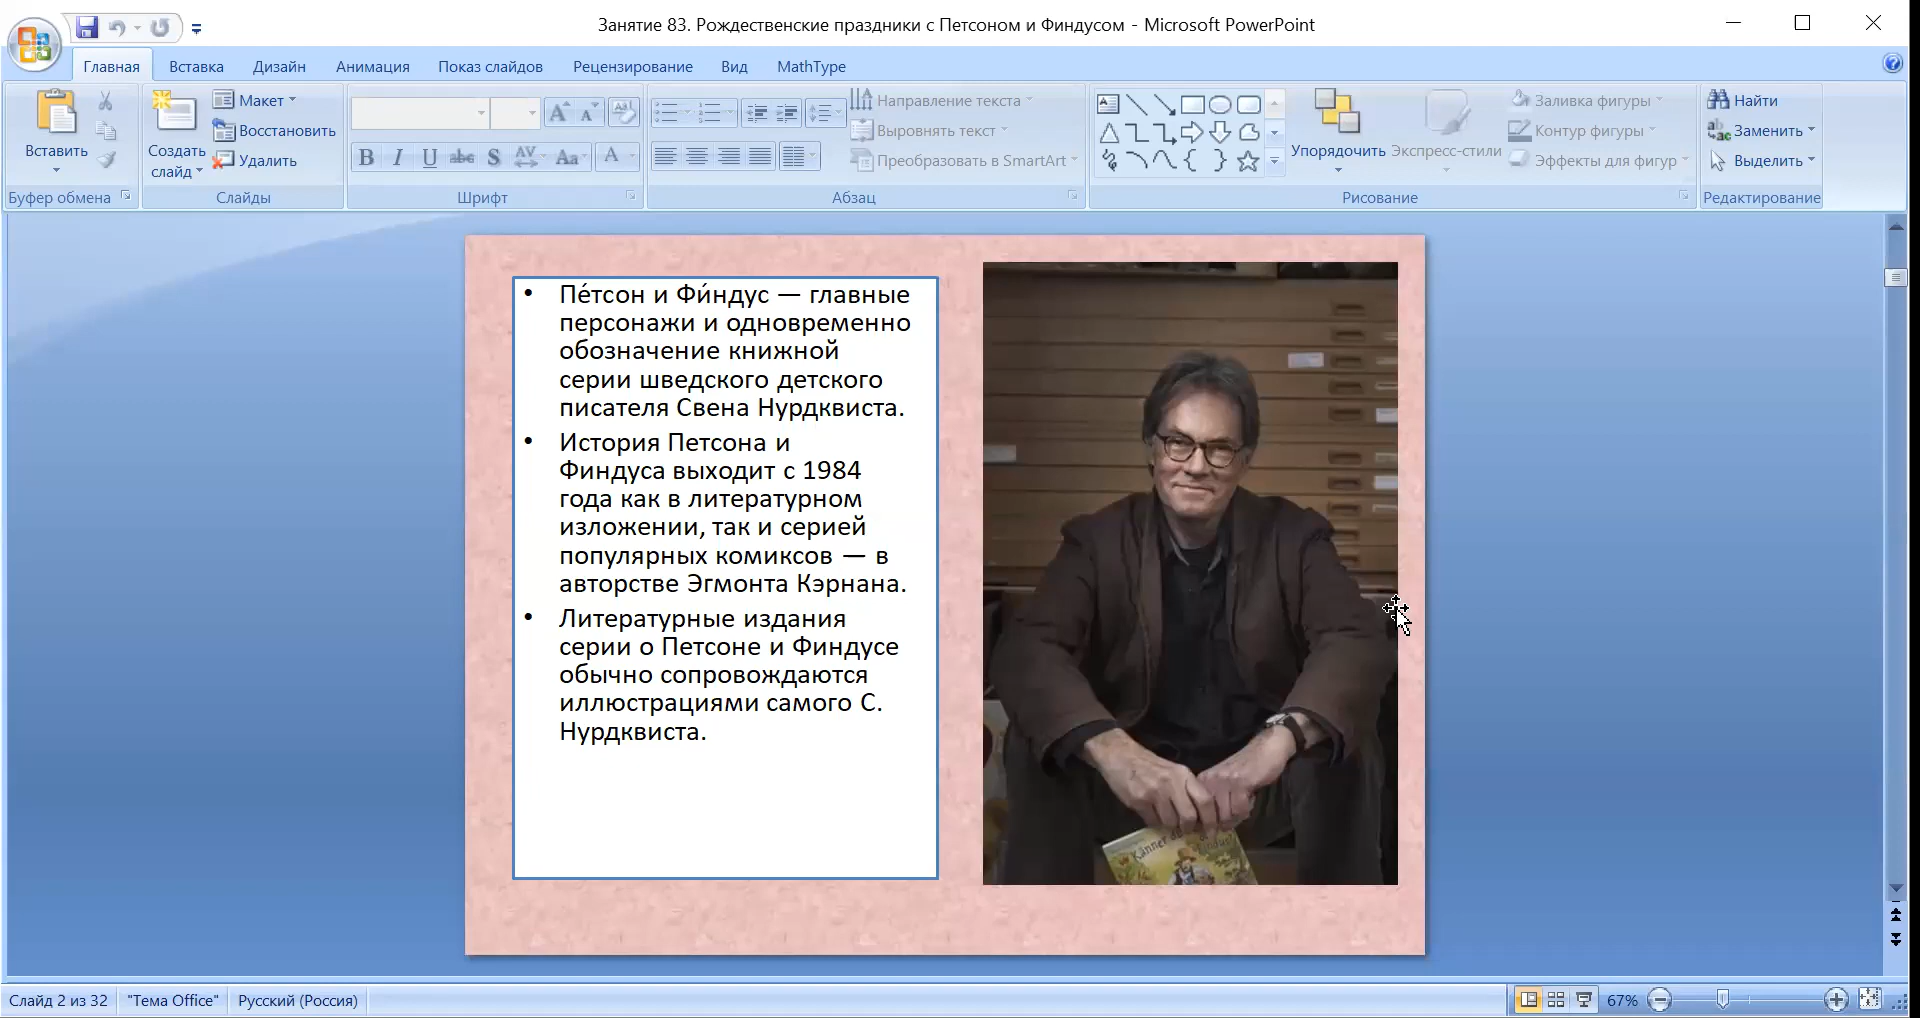 Занятие 83. Рождественские праздники с Петсоном и Финдусом - Microsoft PowerPoint
Главная
Вставка
Дизайн
Анимация
Показ слайдов
Рецензирование
Вид
MathType
Вставить
Буфер обмена
Создать
слайд
Макет
Восстановить
Удалить
Слайды
Шрифт
Направление текста
Выровнять текст
Преобразовать в SmartArt
Абзац
Упорядочить
Экспресс-стили
Заливка фигуры
Контур фигуры
Эффекты для фигур
Рисование
Найти
Заменить
Выделить
Редактирование
• Пе́тсон и Фи́ндус — главные
персонажи и одновременно
обозначение книжной
серии шведского детского
писателя Свена Нурдквиста.
• История Петсона и
Финдуса выходит с 1984
года как в литературном
изложении, так и серией
популярных комиксов — в
авторстве Эгмонта Кэрнана.
• Литературные издания
серии о Петсоне и Финдусе
обычно сопровождаются
иллюстрациями самого С.
Нурдквиста.
Känner du
Слайд 2 из 32
"Тема Office"
Русский (Россия)
67%